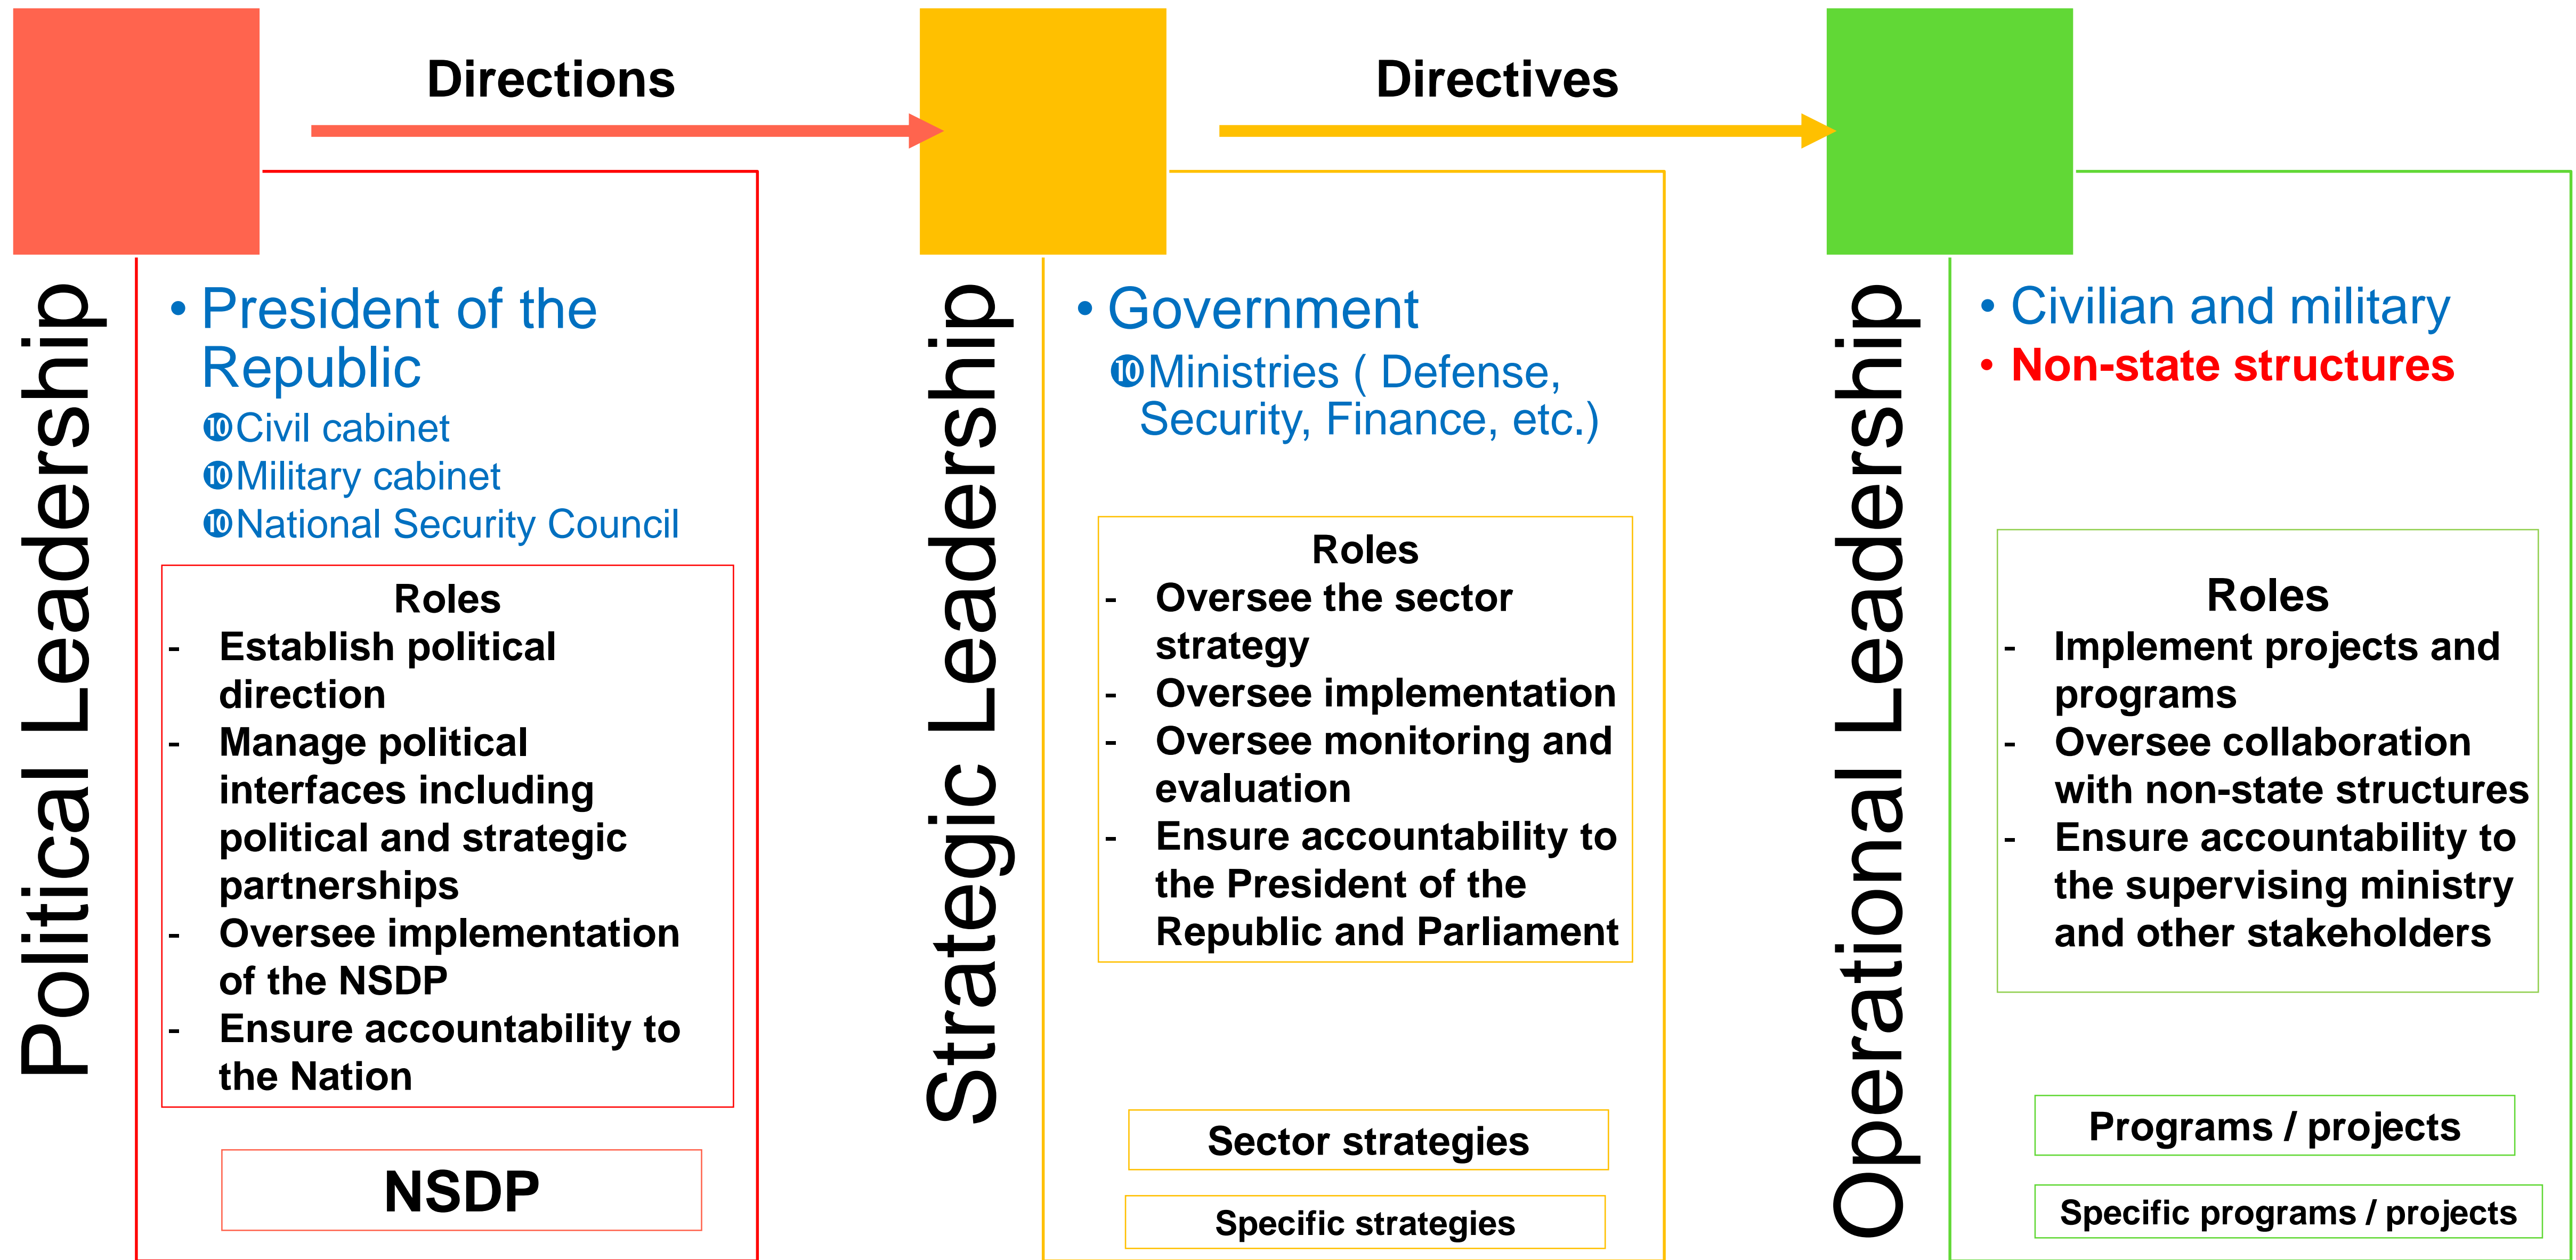 Directions
Directives
Political Leadership
• President of the
Republic
❿Civil cabinet
❿Military cabinet
❿National Security Council
Roles
- Establish political
direction
- Manage political
interfaces including
political and strategic
partnerships
- Oversee implementation
of the NSDP
- Ensure accountability to
the Nation
NSDP
Strategic Leadership
• Government
❿Ministries ( Defense,
Security, Finance, etc.)
Roles
- Oversee the sector
strategy
- Oversee implementation
- Oversee monitoring and
evaluation
- Ensure accountability to
the President of the
Republic and Parliament
Sector strategies
Specific strategies
Operational Leadership
• Civilian and military
• Non-state structures
Roles
- Implement projects and
programs
- Oversee collaboration
with non-state structures
- Ensure accountability to
the supervising ministry
and other stakeholders
Programs / projects
Specific programs / projects